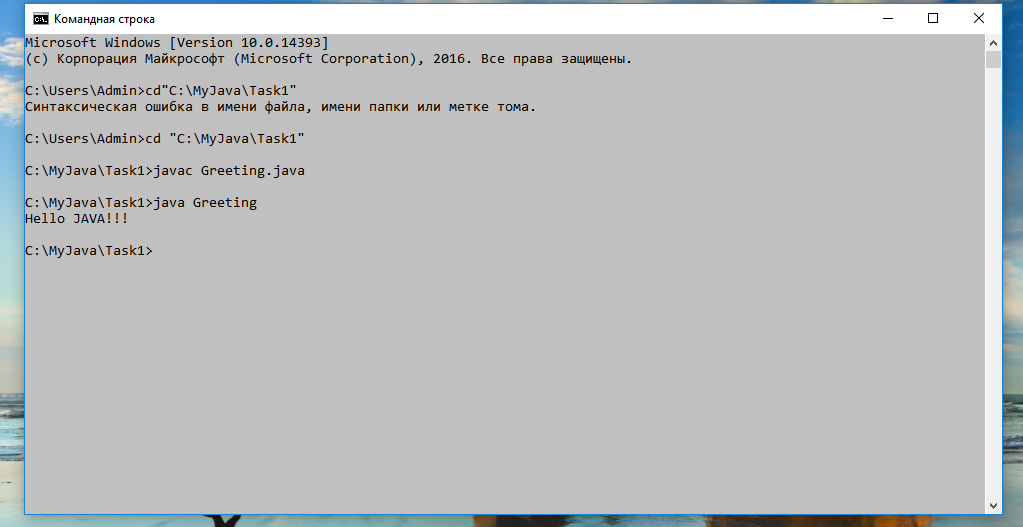 Командная строка
Microsoft Windows [Version 10.0.14393]
(c) Корпорация Майкрософт (Microsoft Corporation), 2016. Все права защищены.
C:\Users\Admin>cd"C:\MyJava\Task1"
Синтаксическая ошибка в имени файла, имени папки или метке тома.
C:\Users\Admin>cd "C:\MyJava\Task1"
C:\MyJava\Task1>javac Greeting.java
C:\MyJava\Task1>java Greeting
Hello JAVA!!!
C:\MyJava\Task1>